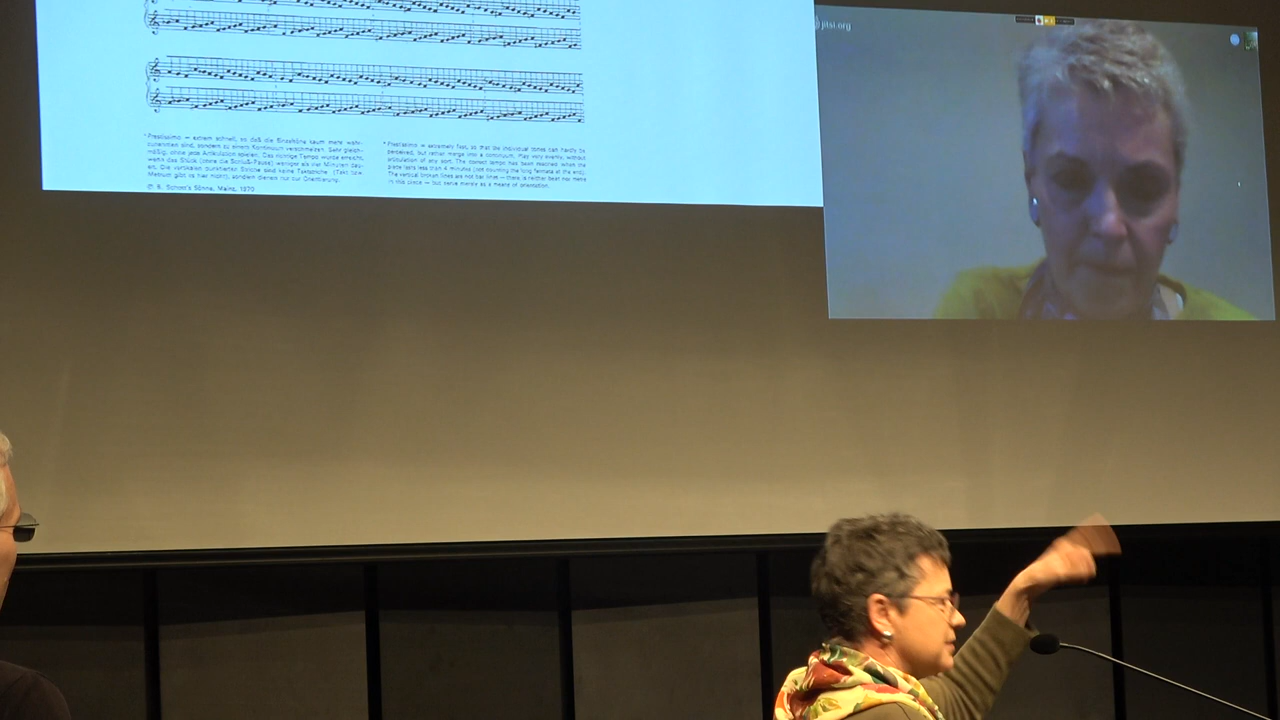 * Prestissimo = extrem schnell, so daß die Einzeltöne kaum mehr wahr-
zunehmen sind, sondern zu einem Kontinuum verschmelzen. Sehr gleich-
mäßig, ohne jede Artikulation spielen. Das richtige Tempo wurde erreicht,
wenn das Stück (ohne die Schluß-Pause) weniger als vier Minuten dau-
ert. Die vertikalen punktierten Striche sind keine Taktstriche (Takt bzw.
Metrum gibt es hier nicht), sondern dienen nur zur Orientierung.
© B. Schott's Söhne, Mainz, 1970
* Prestissimo = extremely fast, so that the individual tones can hardly be
perceived, but rather merge into a continuum. Play very evenly, without
articulation of any sort. The correct tempo has been reached when the
piece lasts less than 4 minutes (not counting the long fermata at the end).
The vertical broken lines are not bar lines — there is neither beat nor metre
in this piece — but serve merely as a means of orientation.
jitsi.org